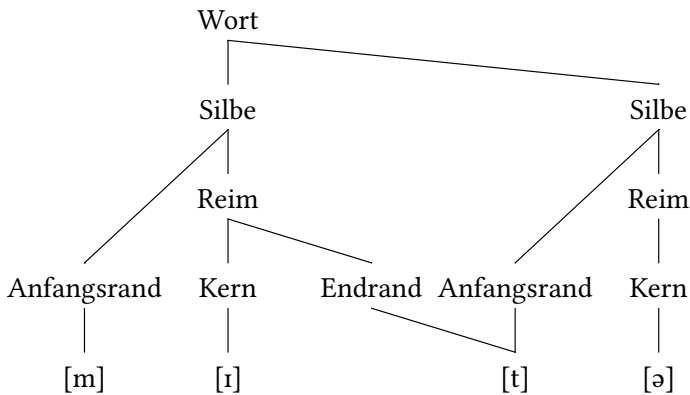 Wort
Silbe Silbe
Reim Reim
Anfangsrand Kern Endrand Anfangsrand Kern
[m] [ɪ] [t] [ə]